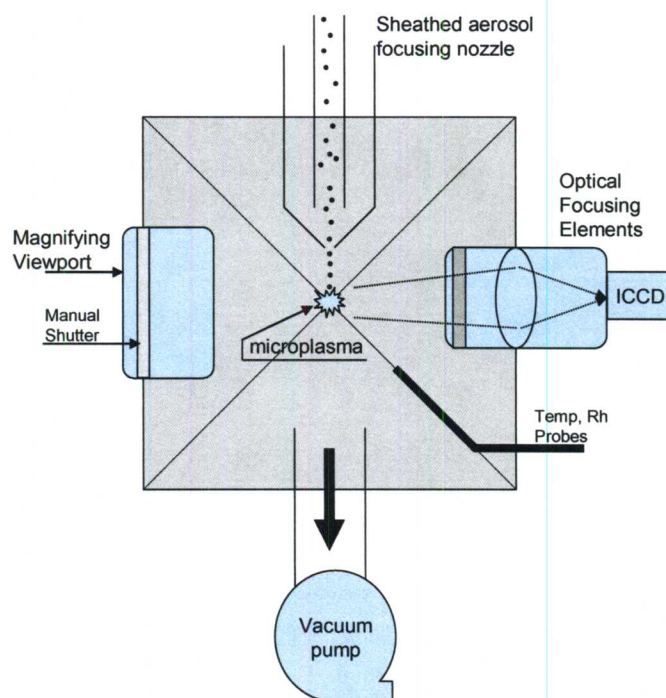 Sheathed aerosol
focusing nozzle
Optical
Focusing
Elements
Magnifying
Viewport
ICCD
Manual
Shutter
microplasma
Temp, Rh
Probes
Vacuum
pump